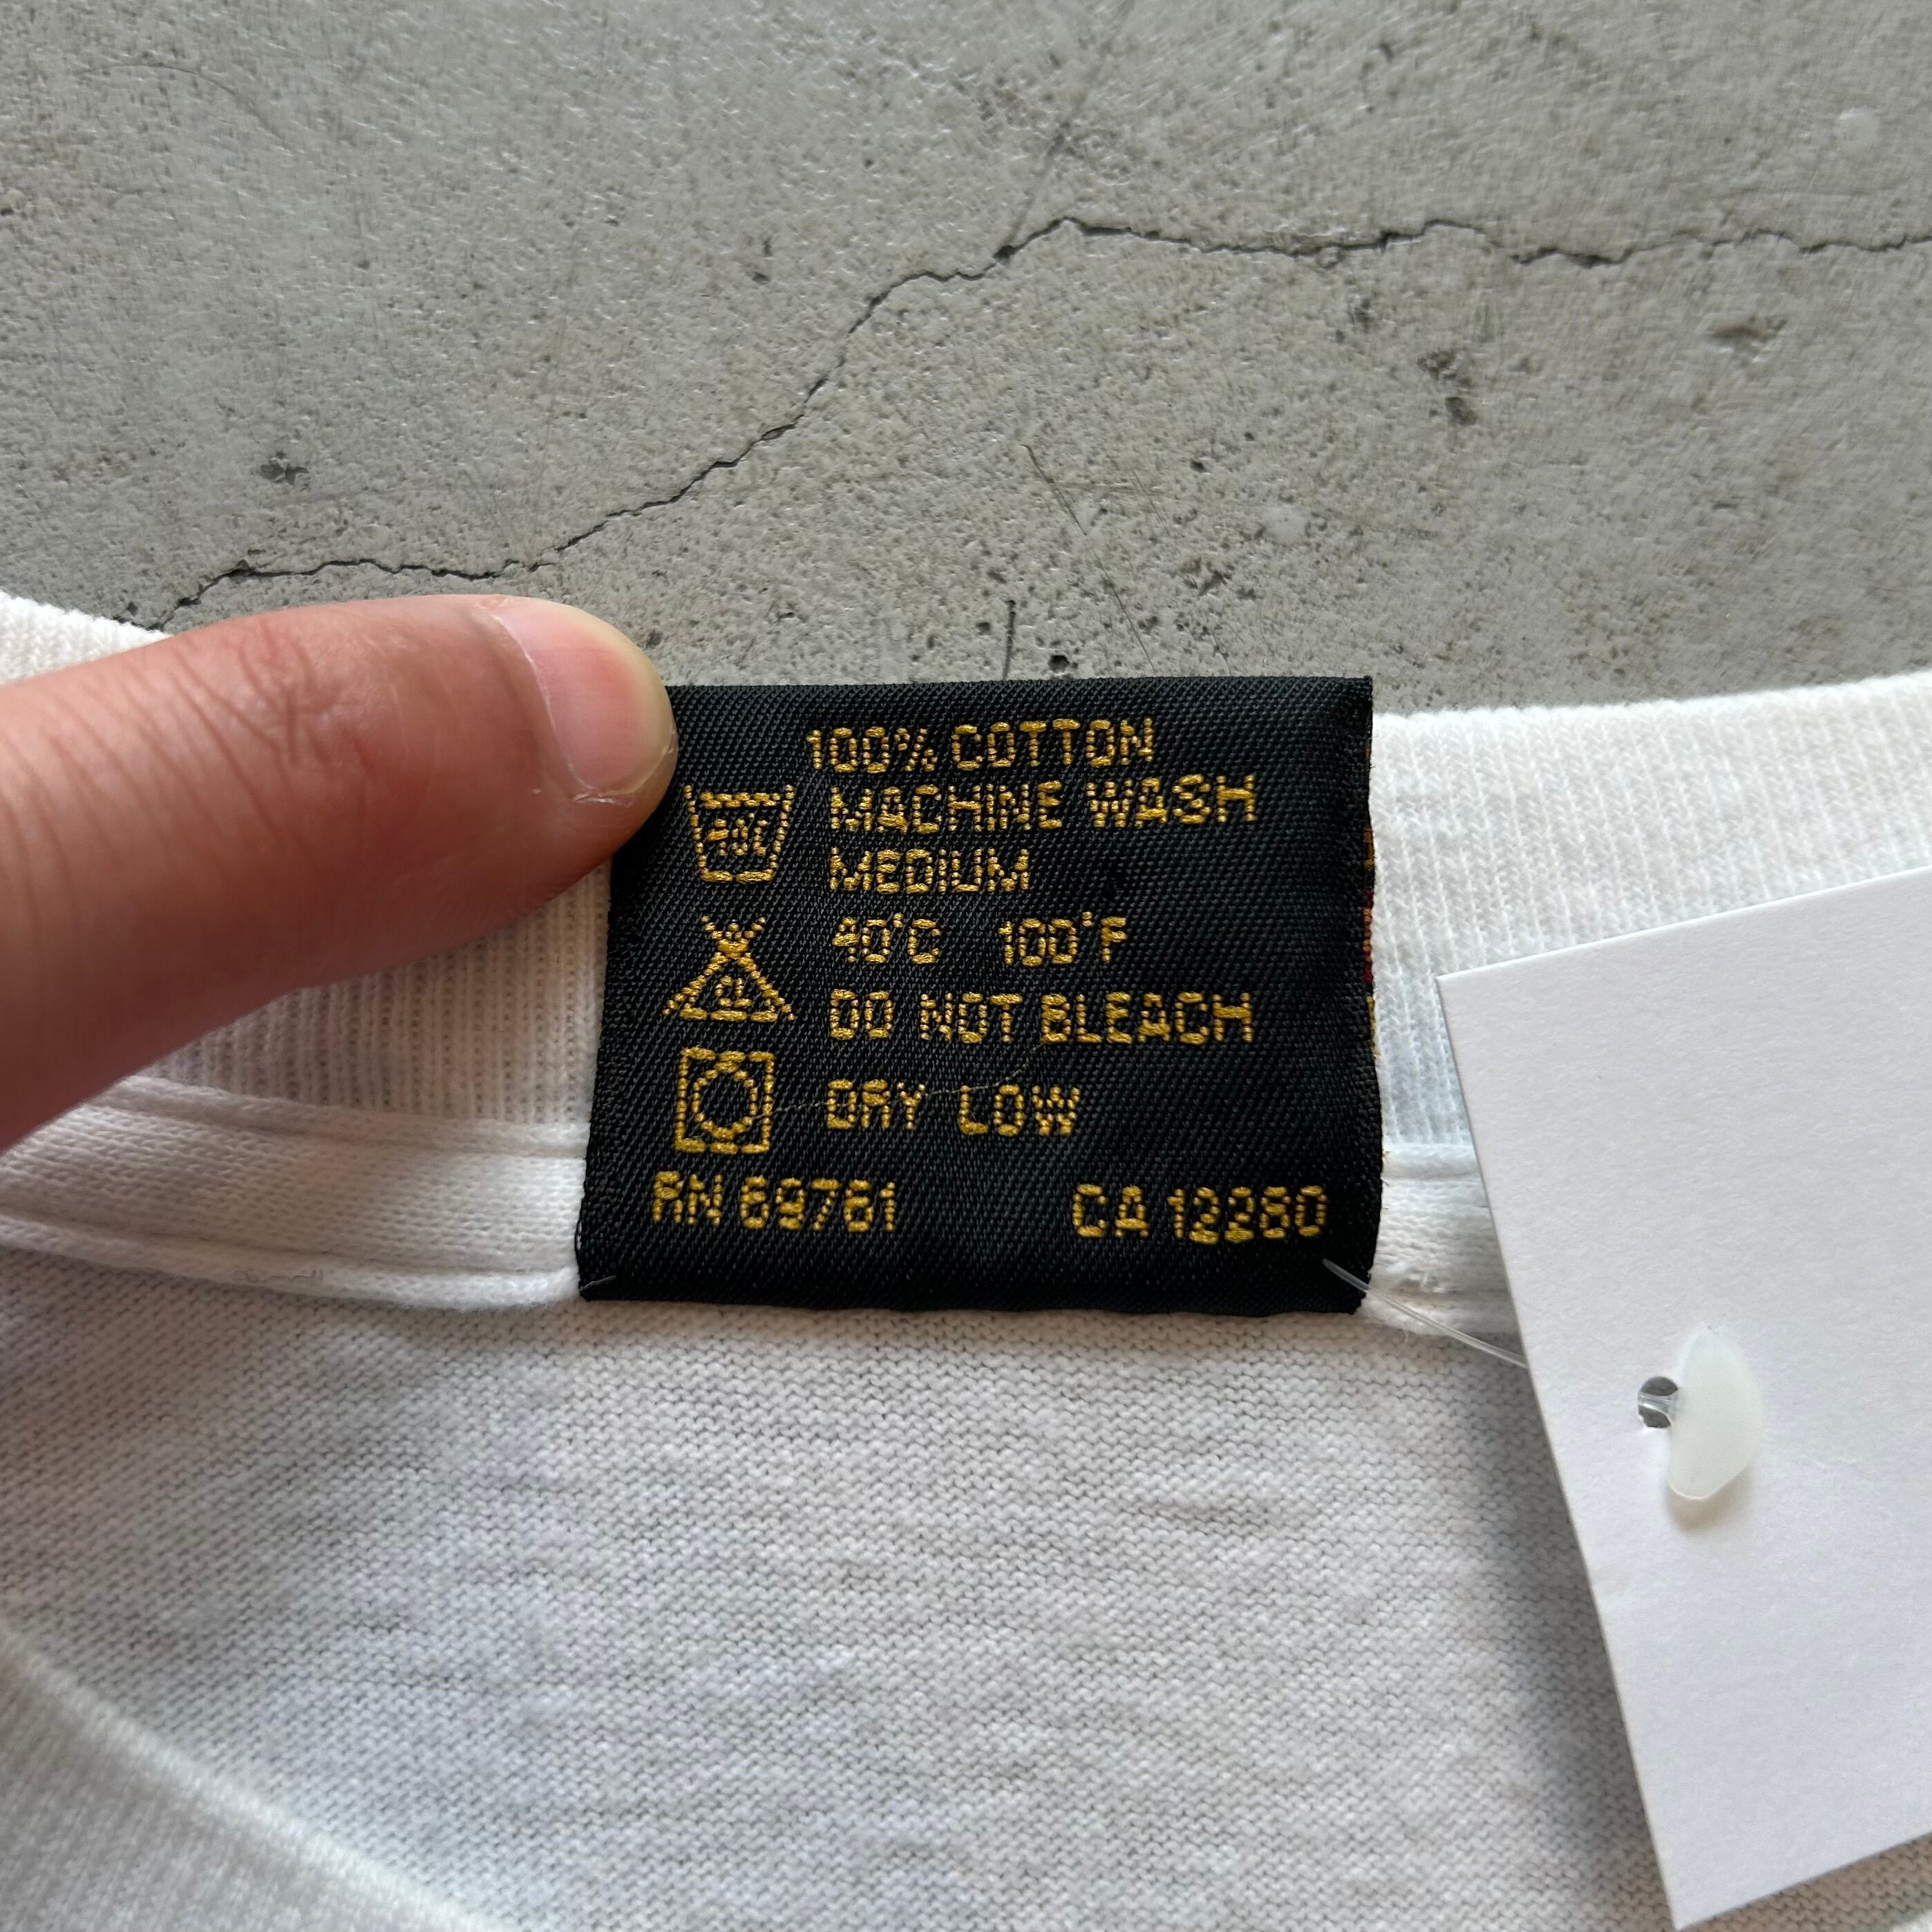 100% COTTON
MACHINE WASH
MEDIUM
40°C 100°F
DO NOT BLEACH
DRY LOW
RN 69761 CA 12280